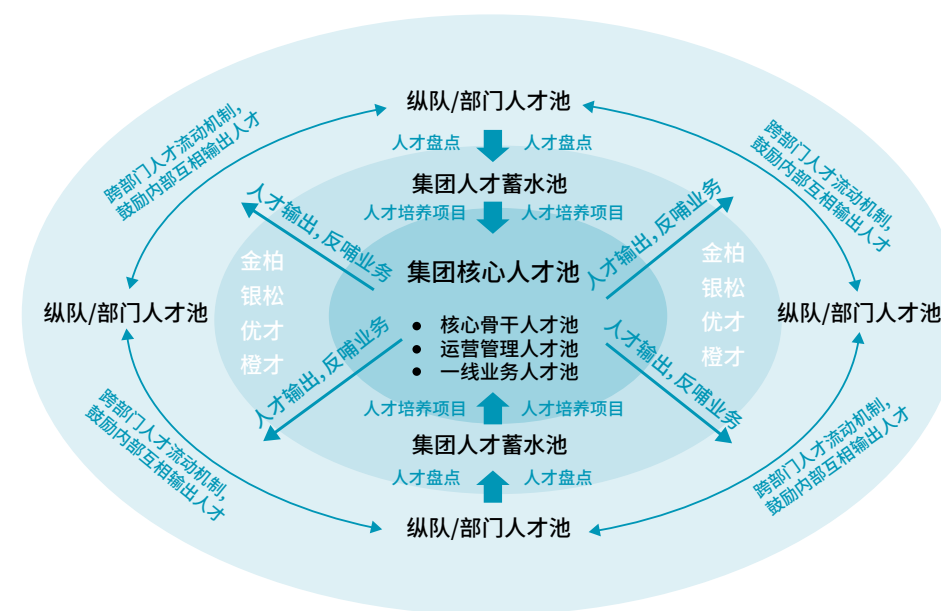 纵队/部门人才池
人才盘点 人才盘点
集团人才蓄水池
人才培养项目 人才培养项目
集团核心人才池
• 核心骨干人才池
• 运营管理人才池
• 一线业务人才池
人才培养项目 人才培养项目
集团人才蓄水池
人才盘点 人才盘点
纵队/部门人才池
跨部门人才流动机制，
鼓励内部互相输出人才
跨部门人才流动机制，
鼓励内部互相输出人才
人才输出，反哺业务
人才输出，反哺业务
金柏
银松
优才
橙才
金柏
银松
优才
橙才
纵队/部门人才池
纵队/部门人才池
人才输出，反哺业务
人才输出，反哺业务
跨部门人才流动机制，
鼓励内部互相输出人才
跨部门人才流动机制，
鼓励内部互相输出人才